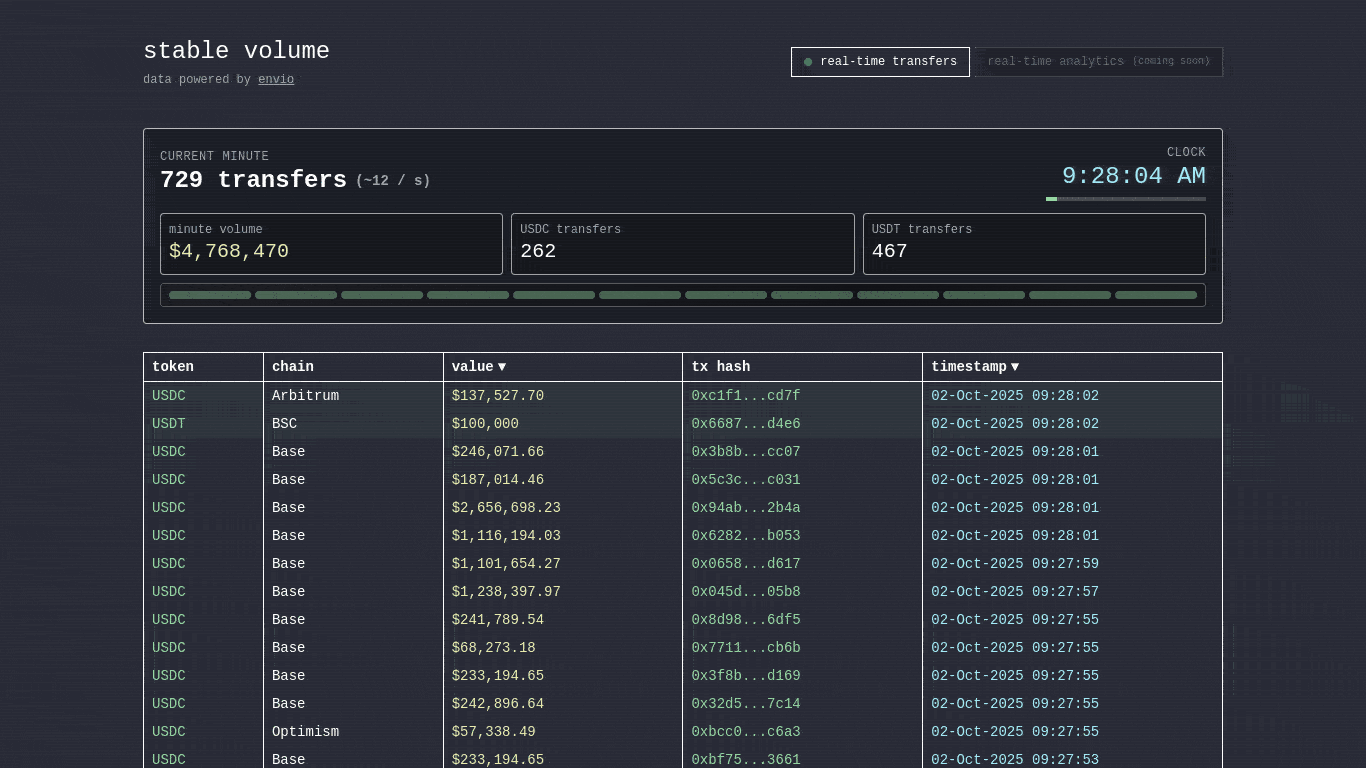 stable volume
data powered by envio
real-time transfers
real-time analytics (coming soon)
CURRENT MINUTE
729 transfers (~12 / s)
CLOCK
9:28:04 AM
minute volume
$4,768,470
USDC transfers
262
USDT transfers
467
token chain value▼ tx hash timestamp▼
USDC Arbitrum $137,527.70 0xc1f1...cd7f 02-Oct-2025 09:28:02
USDT BSC $100,000 0x6687...d4e6 02-Oct-2025 09:28:02
USDC Base $246,071.66 0x3b8b...cc07 02-Oct-2025 09:28:01
USDC Base $187,014.46 0x5c3c...c031 02-Oct-2025 09:28:01
USDC Base $2,656,698.23 0x94ab...2b4a 02-Oct-2025 09:28:01
USDC Base $1,116,194.03 0x6282...b053 02-Oct-2025 09:28:01
USDC Base $1,101,654.27 0x0658...d617 02-Oct-2025 09:27:59
USDC Base $1,238,397.97 0x045d...05b8 02-Oct-2025 09:27:57
USDC Base $241,789.54 0x8d98...6df5 02-Oct-2025 09:27:55
USDC Base $68,273.18 0x7711...cb6b 02-Oct-2025 09:27:55
USDC Base $233,194.65 0x3f8b...d169 02-Oct-2025 09:27:55
USDC Base $242,896.64 0x32d5...7c14 02-Oct-2025 09:27:55
USDC Optimism $57,338.49 0xbcc0...c6a3 02-Oct-2025 09:27:55
USDC Base $233,194.65 0xbf75...3661 02-Oct-2025 09:27:53